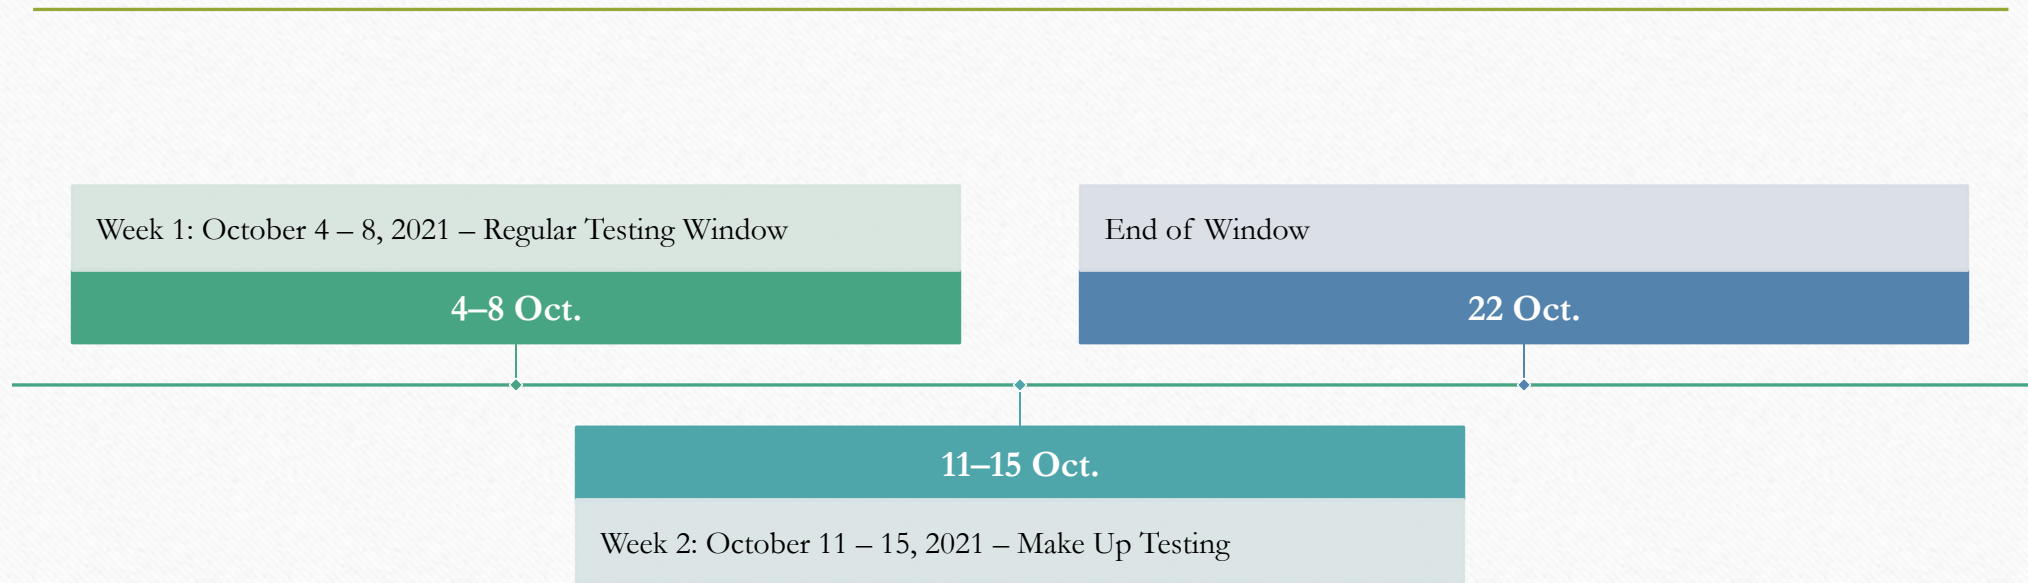 Week 1: October 4 – 8, 2021 – Regular Testing Window
4–8 Oct.
End of Window
22 Oct.
11–15 Oct.
Week 2: October 11 – 15, 2021 – Make Up Testing